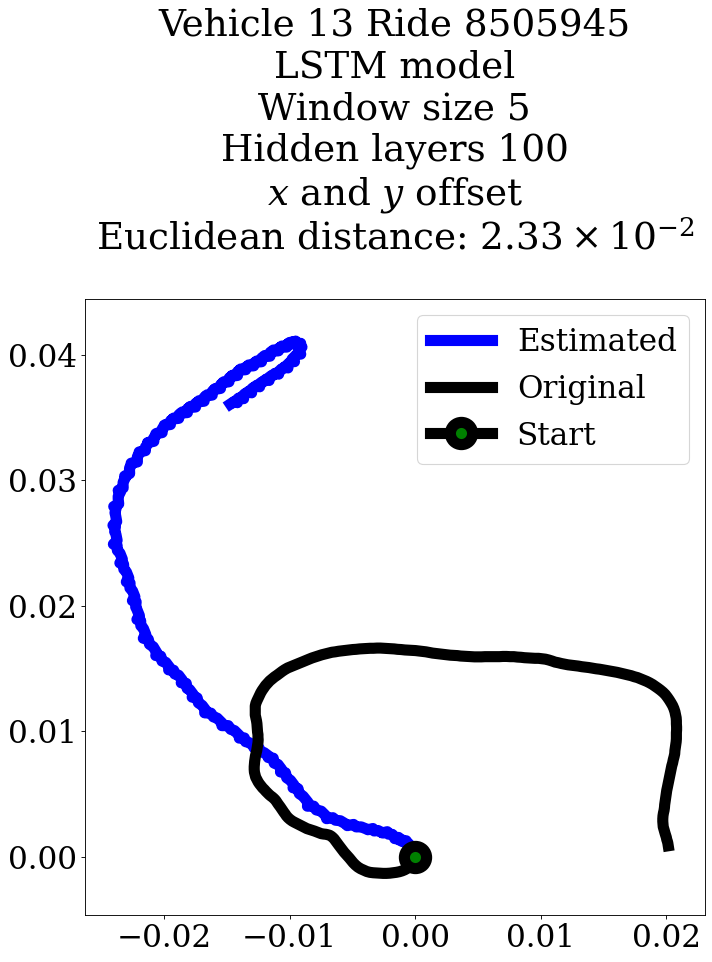 Vehicle 13 Ride 8505945
LSTM model
Window size 5
Hidden layers 100
x and y offset
Euclidean distance: 2.33 × 10⁻²
Estimated
Original
Start
0.04
0.03
0.02
0.01
0.00
−0.02 −0.01 0.00 0.01 0.02